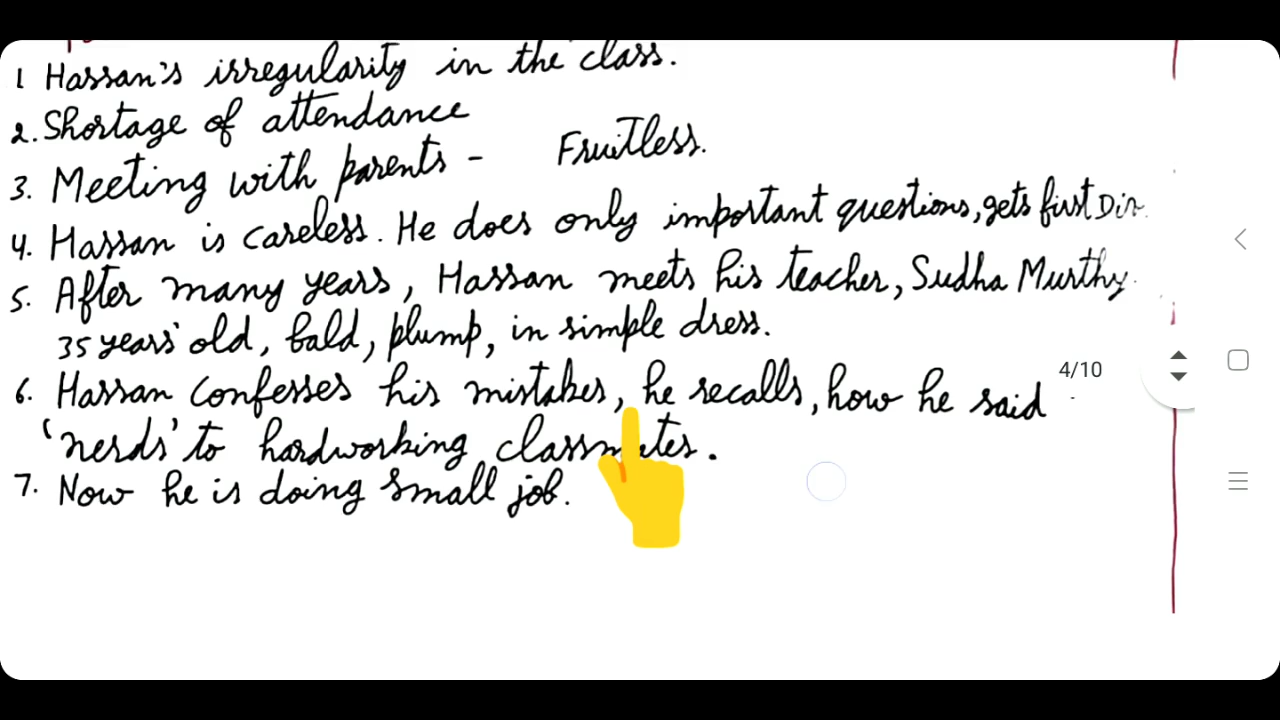 1 Hassan's irregularity in the class.
2. Shortage of attendance
3. Meeting with parents - Fruitless.
4. Hassan is careless. He does only important questions, gets first Div.
5. After many years, Hassan meets his teacher, Sudha Murthy.
35 years' old, bald, plump, in simple dress.
6. Hassan confesses his mistakes, he recalls, how he said
4/10
'nerds' to hardworking classmates.
7. Now he is doing small job.